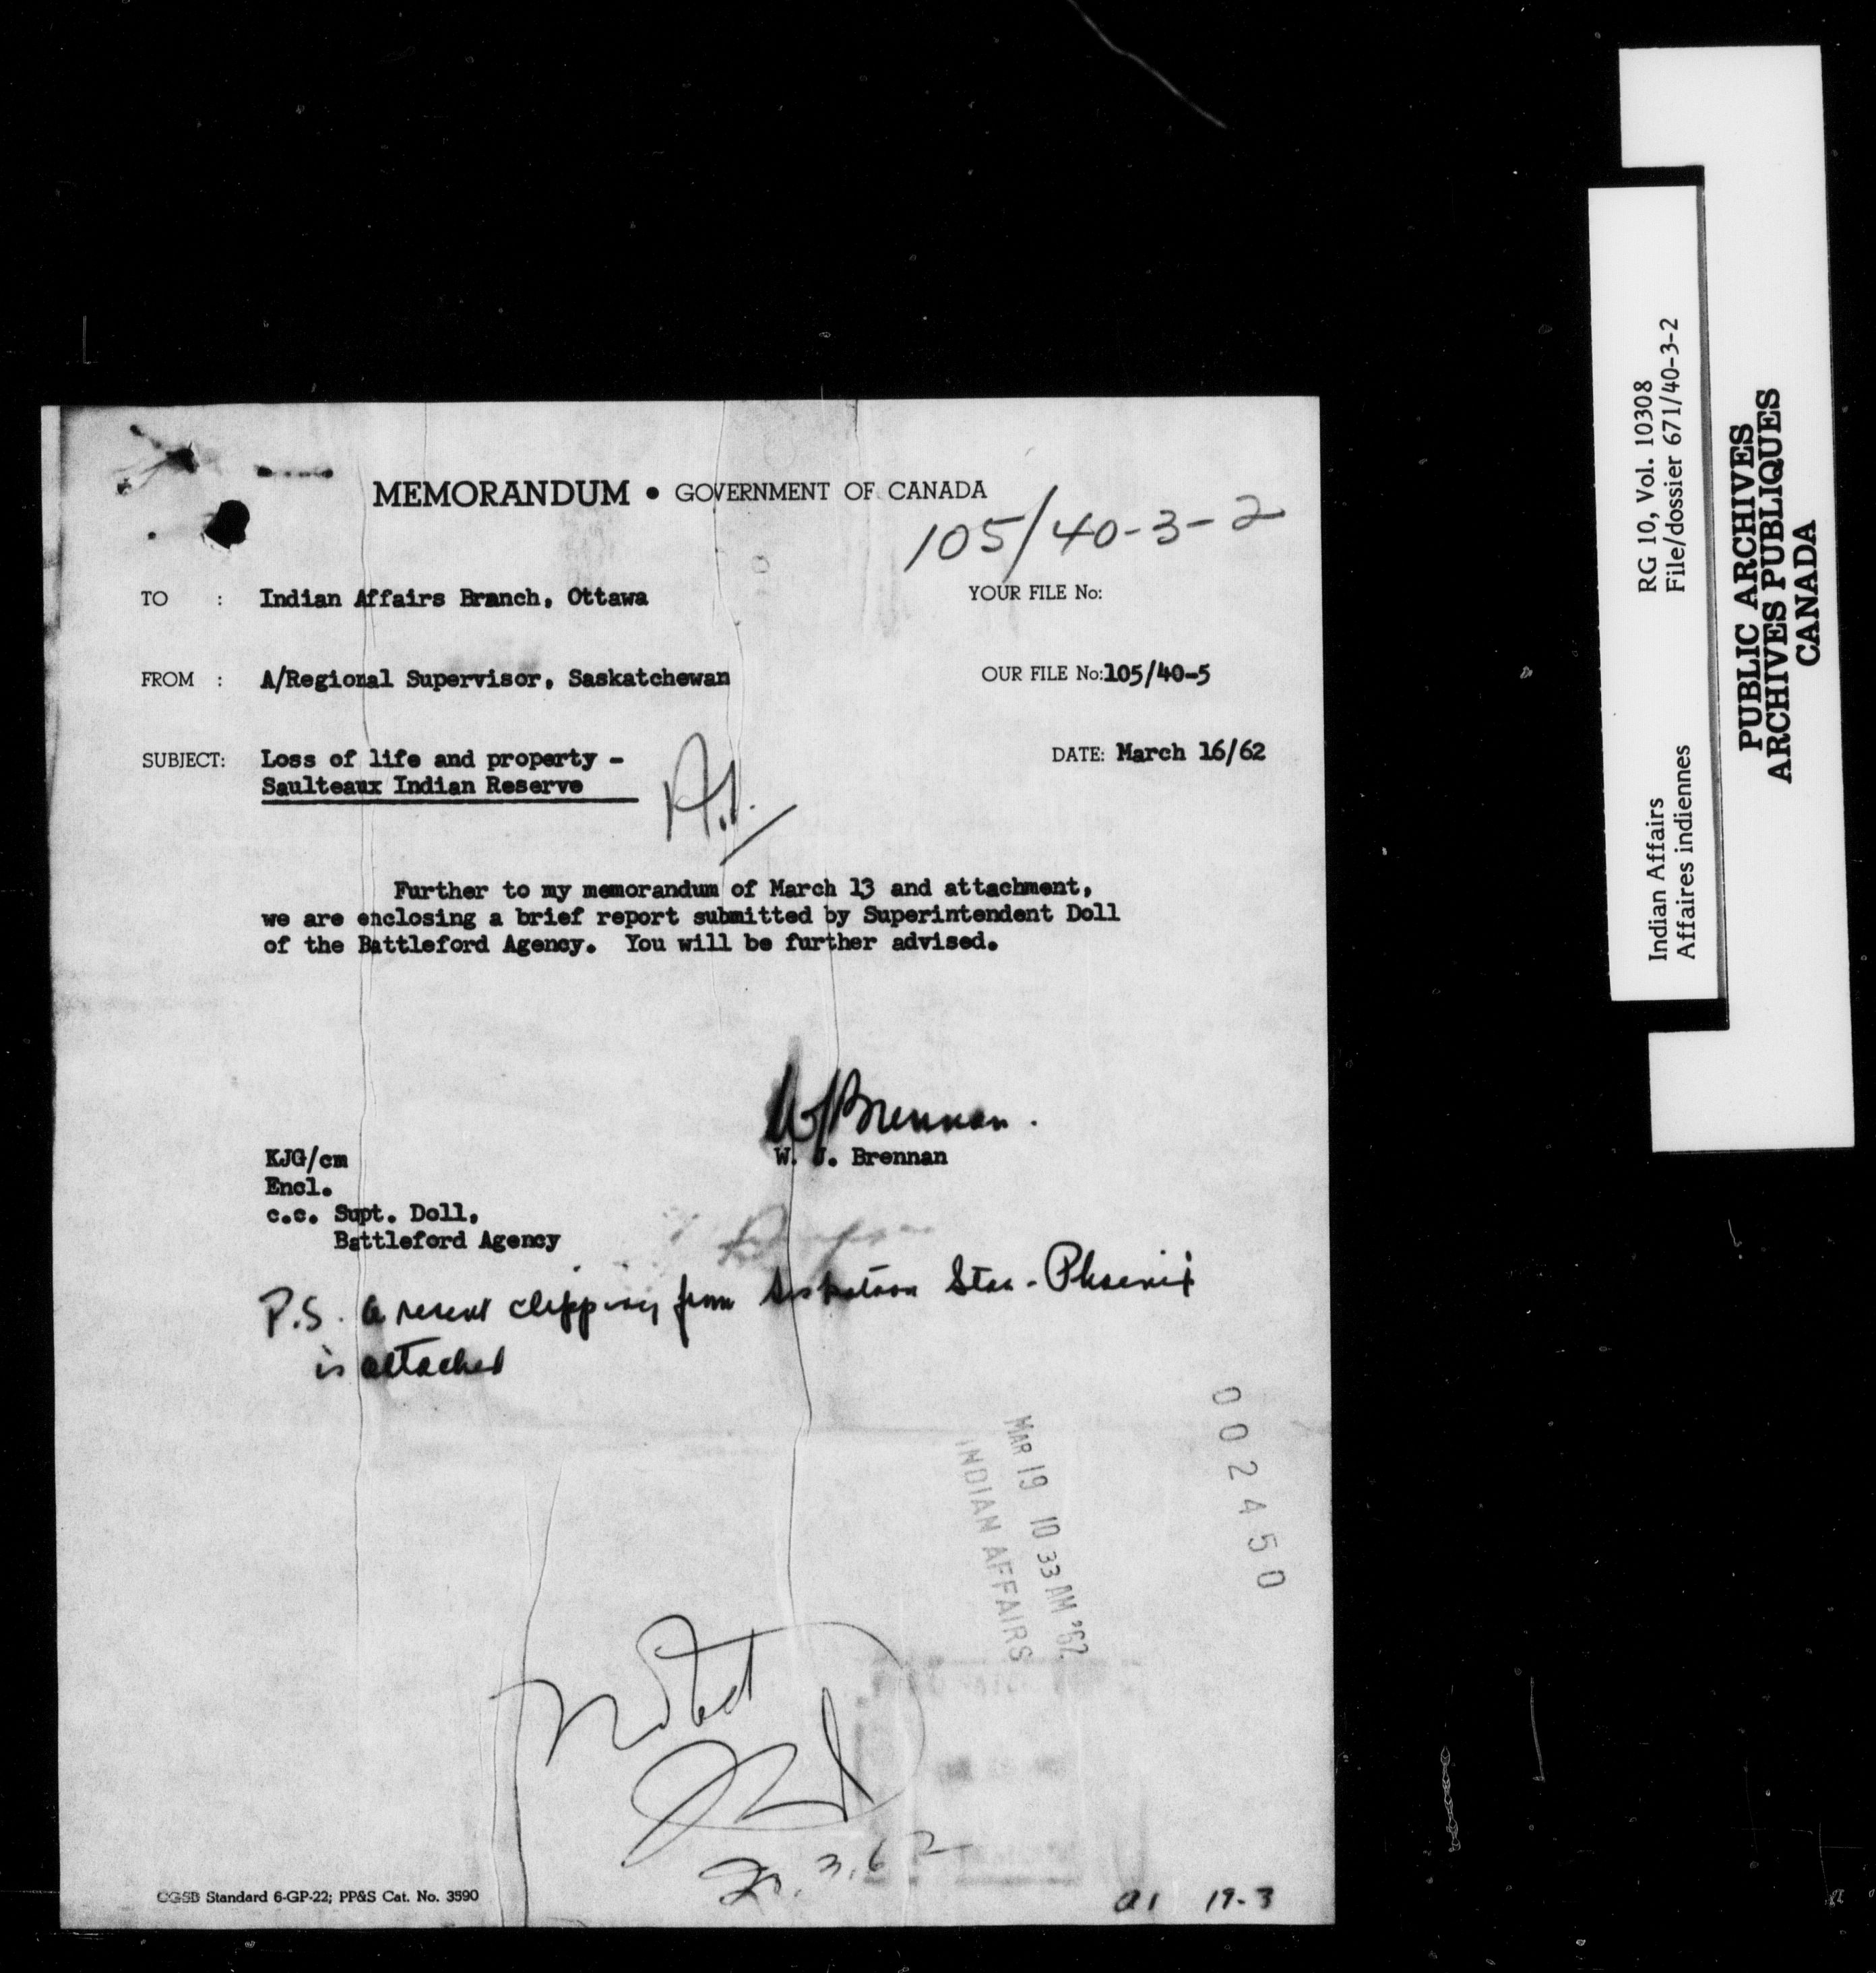 MEMORANDUM • GOVERNMENT OF CANADA
105/40-3-2
TO : Indian Affairs Branch, Ottawa
YOUR FILE No:
FROM : A/Regional Supervisor, Saskatchewan
OUR FILE No: 105/40-5
SUBJECT: Loss of life and property -
Saulteaux Indian Reserve
DATE: March 16/62
Further to my memorandum of March 13 and attachment,
we are enclosing a brief report submitted by Superintendent Doll
of the Battleford Agency. You will be further advised.
W J Brennan.
W. J. Brennan
KJG/cm
Encl.
c.c. Supt. Doll,
Battleford Agency
P.S. A recent clipping from Saskatoon Star-Phoenix
is attached
MAR 19 10 33 AM '62
INDIAN AFFAIRS
002450
Noted
3.62
CGSB Standard 6-GP-22; PP&S Cat. No. 3590
19-3
Indian Affairs RG 10, Vol. 10308
Affaires indiennes File/dossier 671/40-3-2
PUBLIC ARCHIVES
ARCHIVES PUBLIQUES
CANADA